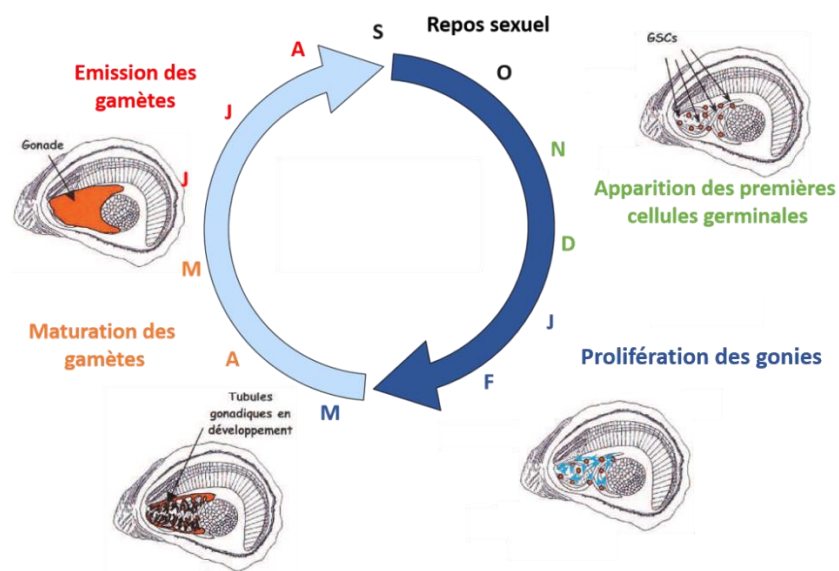 S
Repos sexuel
O
N
D
J
F
M
A
M
J
J
A
GSCs
Apparition des premières
cellules germinales
Prolifération des gonies
Tubules
gonadiques en
développement
Maturation des
gamètes
Gonade
Emission des
gamètes